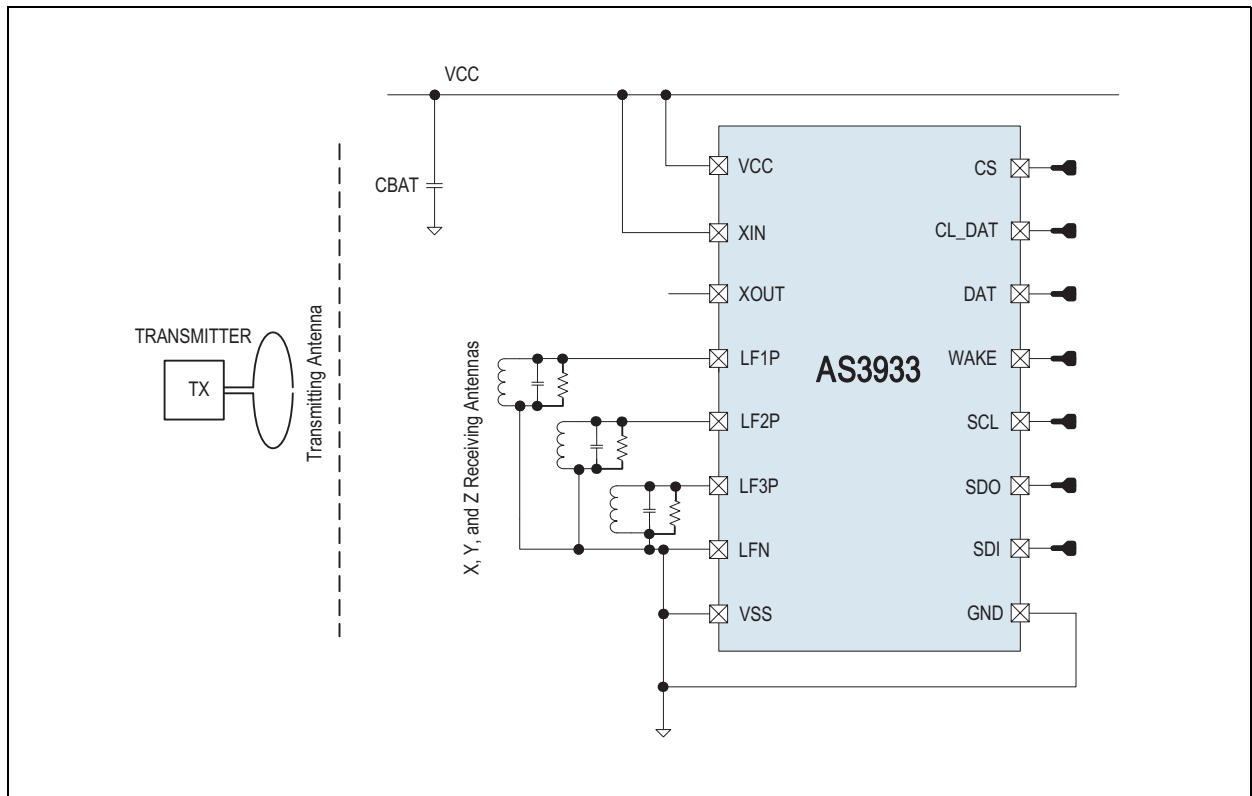 VCC
CBAT
TRANSMITTER
TX
Transmitting Antenna
X, Y, and Z Receiving Antennas
AS3933
VCC
XIN
XOUT
LF1P
LF2P
LF3P
LFN
VSS
CS
CL_DAT
DAT
WAKE
SCL
SDO
SDI
GND